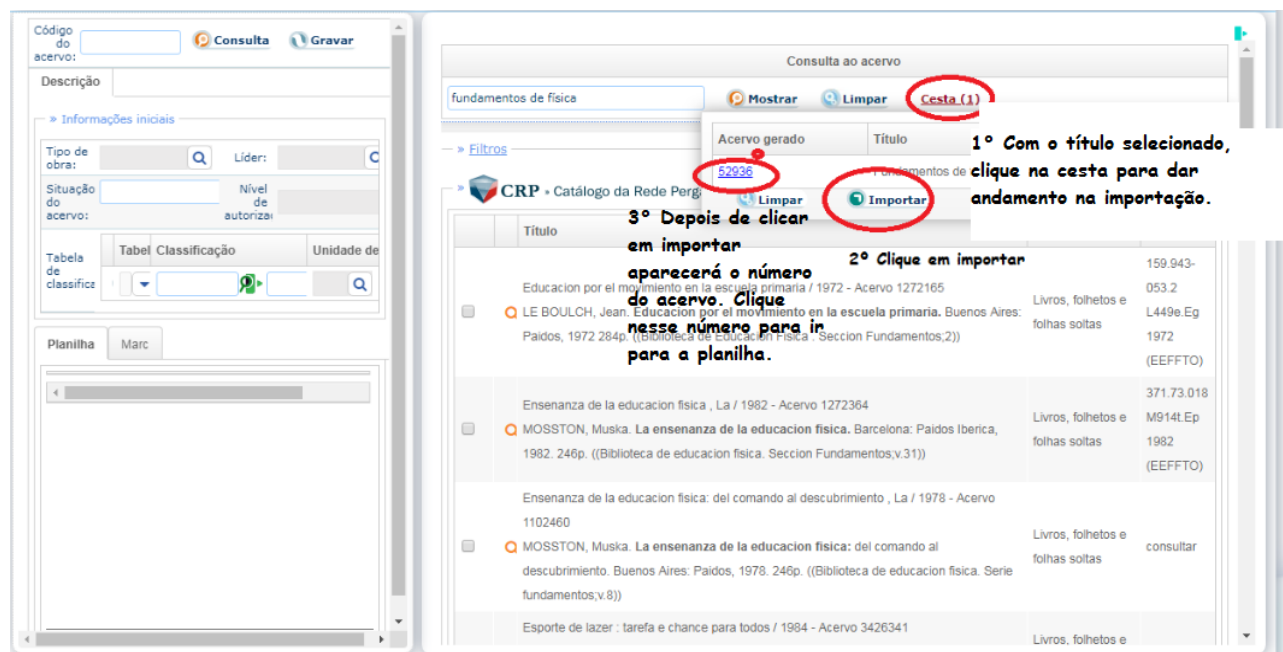 Código
do
acervo:
Consulta
Gravar
Descrição
» Informações iniciais
Tipo de
obra:
Líder:
Situação
do
acervo:
Nível
de
autoriza
Tabela
de
classifica
Tabel
Classificação
Unidade de
Planilha
Marc
Consulta ao acervo
fundamentos de física
Mostrar
Limpar
Cesta (1)
» Filtros
Acervo gerado
Título
52936
Fundamentos de
Limpar
Importar
1º Com o título selecionado,
clique na cesta para dar
andamento na importação.
2º Clique em importar
3º Depois de clicar
em importar
aparecerá o número
do acervo. Clique
nesse número para ir
para a planilha.
» CRP » Catálogo da Rede Perg
Título
Educacion por el movimiento en la escuela primaria / 1972 - Acervo 1272165
LE BOULCH, Jean. Educacion por el movimiento en la escuela primaria. Buenos Aires:
Paidos, 1972 284p. ((Biblioteca de Educacion Fisica . Seccion Fundamentos;2))
Livros, folhetos e
folhas soltas
159.943-
053.2
L449e.Eg
1972
(EEFFTO)
Ensenanza de la educacion fisica , La / 1982 - Acervo 1272364
MOSSTON, Muska. La ensenanza de la educacion fisica. Barcelona: Paidos Iberica,
1982. 246p. ((Biblioteca de educacion fisica. Seccion Fundamentos;v.31))
Livros, folhetos e
folhas soltas
371.73.018
M914t.Ep
1982
(EEFFTO)
Ensenanza de la educacion fisica: del comando al descubrimiento , La / 1978 - Acervo
1102460
MOSSTON, Muska. La ensenanza de la educacion fisica: del comando al
descubrimiento. Buenos Aires: Paidos, 1978. 246p. ((Biblioteca de educacion fisica. Serie
fundamentos;v.8))
Livros, folhetos e
folhas soltas
consultar
Esporte de lazer : tarefa e chance para todos / 1984 - Acervo 3426341
Livros, folhetos e